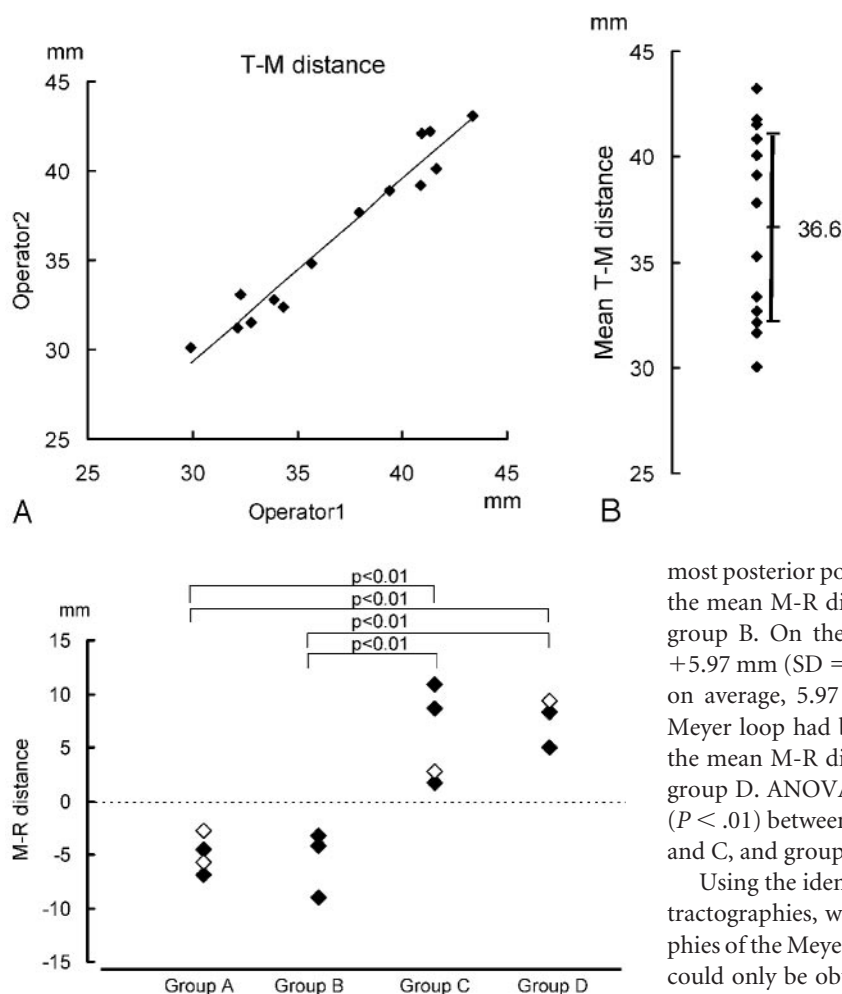 mm
T-M distance
45
40
35
30
25
Operator2
25 30 35 40 45
Operator1
mm
A
mm
45
40
35
30
25
Mean T-M distance
36.6
B
p<0.01
p<0.01
p<0.01
p<0.01
mm
15
10
5
0
-5
-10
-15
M-R distance
Group A Group B Group C Group D
most posterior po
the mean M-R di
group B. On the
+5.97 mm (SD =
on average, 5.97
Meyer loop had b
the mean M-R di
group D. ANOVA
(P < .01) between
and C, and group
Using the iden
tractographies, w
phies of the Meye
could only be ob